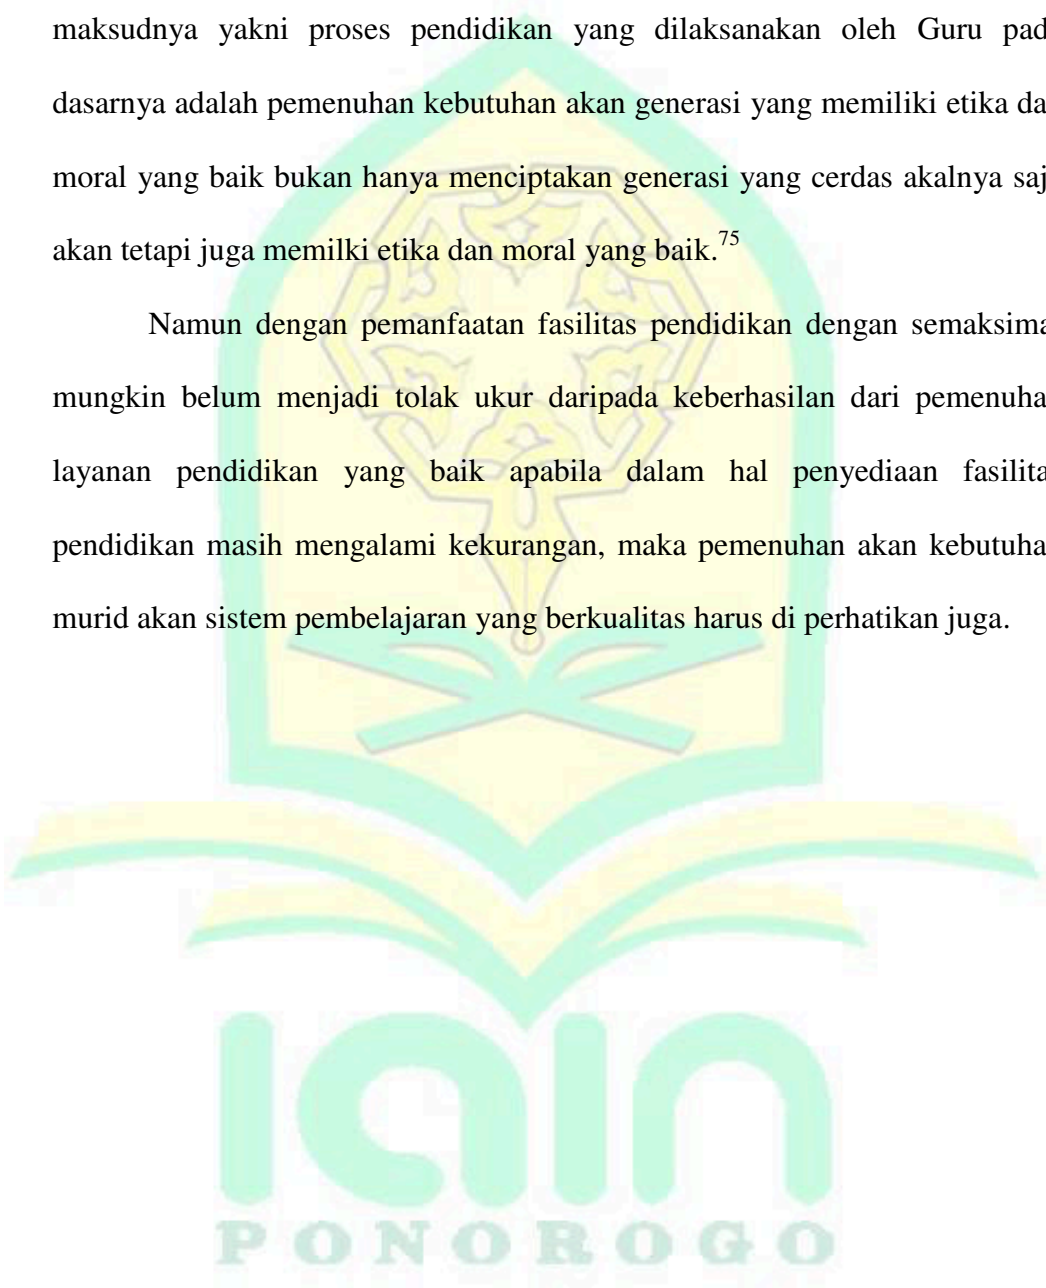 maksudnya yakni proses pendidikan yang dilaksanakan oleh Guru pad
dasarnya adalah pemenuhan kebutuhan akan generasi yang memiliki etika da
moral yang baik bukan hanya menciptakan generasi yang cerdas akalnya saj
akan tetapi juga memilki etika dan moral yang baik.75
Namun dengan pemanfaatan fasilitas pendidikan dengan semaksima
mungkin belum menjadi tolak ukur daripada keberhasilan dari pemenuha
layanan pendidikan yang baik apabila dalam hal penyediaan fasilita
pendidikan masih mengalami kekurangan, maka pemenuhan akan kebutuha
murid akan sistem pembelajaran yang berkualitas harus di perhatikan juga.
iain
PONOROGO